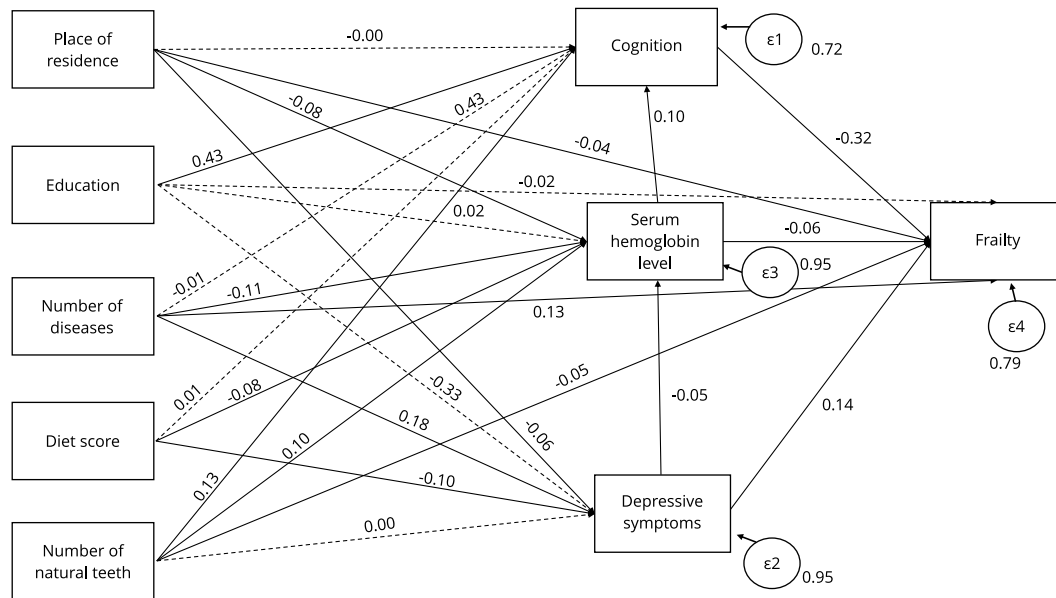 Place of
residence
Education
Number of
diseases
Diet score
Number of
natural teeth
-0.00
-0.08
0.43
0.43
-0.04
-0.02
0.02
-0.01
-0.11
0.13
-0.08
-0.33
-0.05
0.01
0.18
-0.06
0.10
0.13
-0.10
0.00
Cognition
ε1
0.72
0.10
-0.32
Serum
hemoglobin
level
-0.06
ε3
0.95
Frailty
ε4
0.79
-0.05
0.14
Depressive
symptoms
ε2
0.95